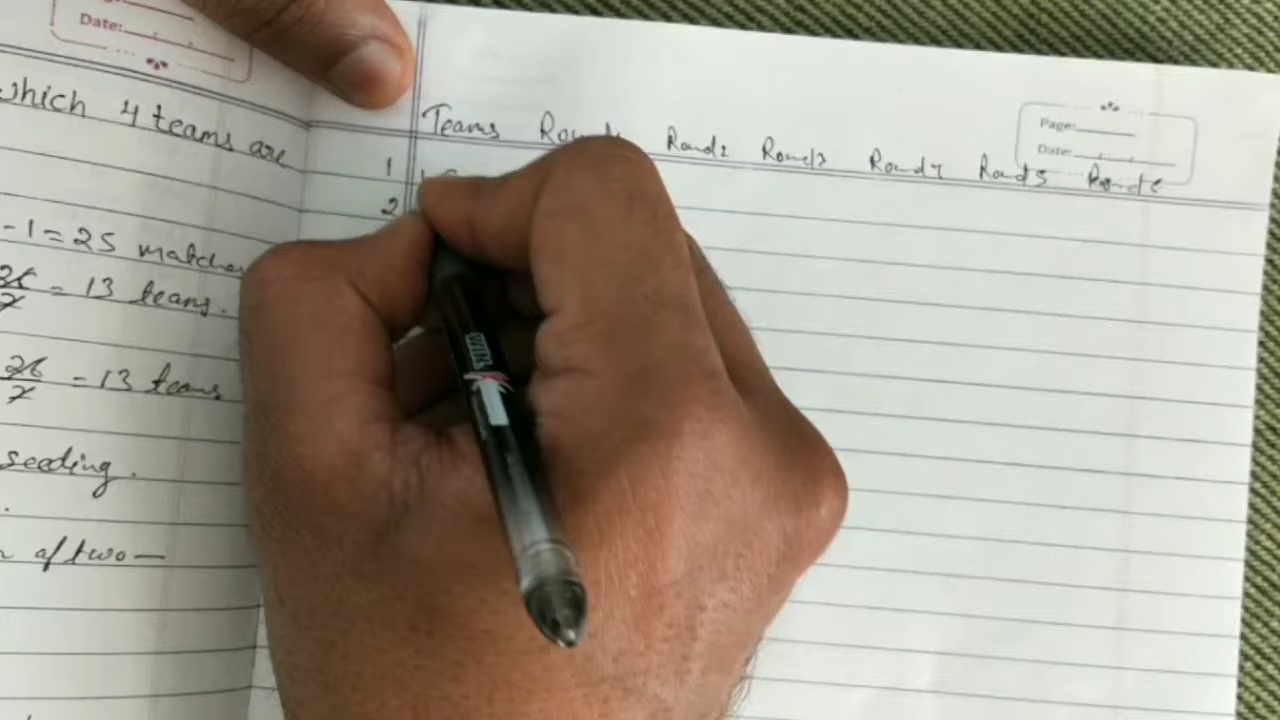 Date:
which 4 teams are
-1 = 25 matches
26/2 = 13 teams.
26/2 = 13 teams
seeding.
of two —
Page:
Date:
Teams Round2 Round3 Round4 Round5 Round6
1
2